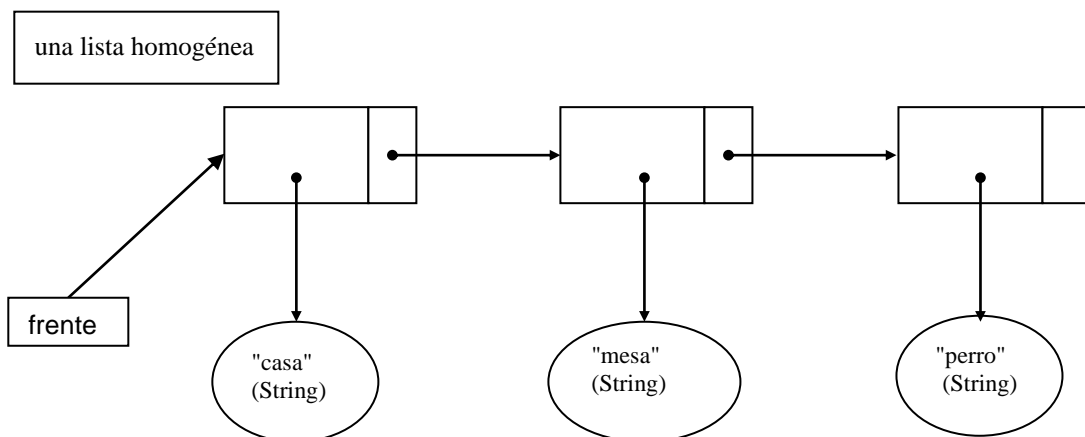 una lista homogénea
frente
"casa"
(String)
"mesa"
(String)
"perro"
(String)